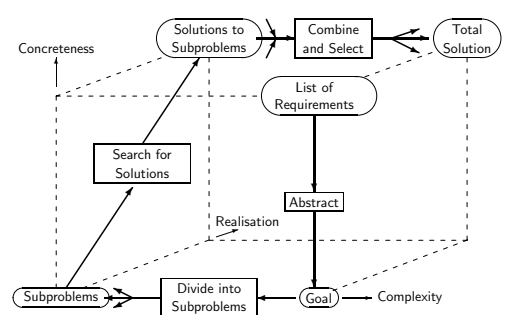 Solutions to
Subproblems
Combine
and Select
Total
Solution
Concreteness
List of
Requirements
Search for
Solutions
Abstract
Realisation
Subproblems
Divide into
Subproblems
Goal
Complexity